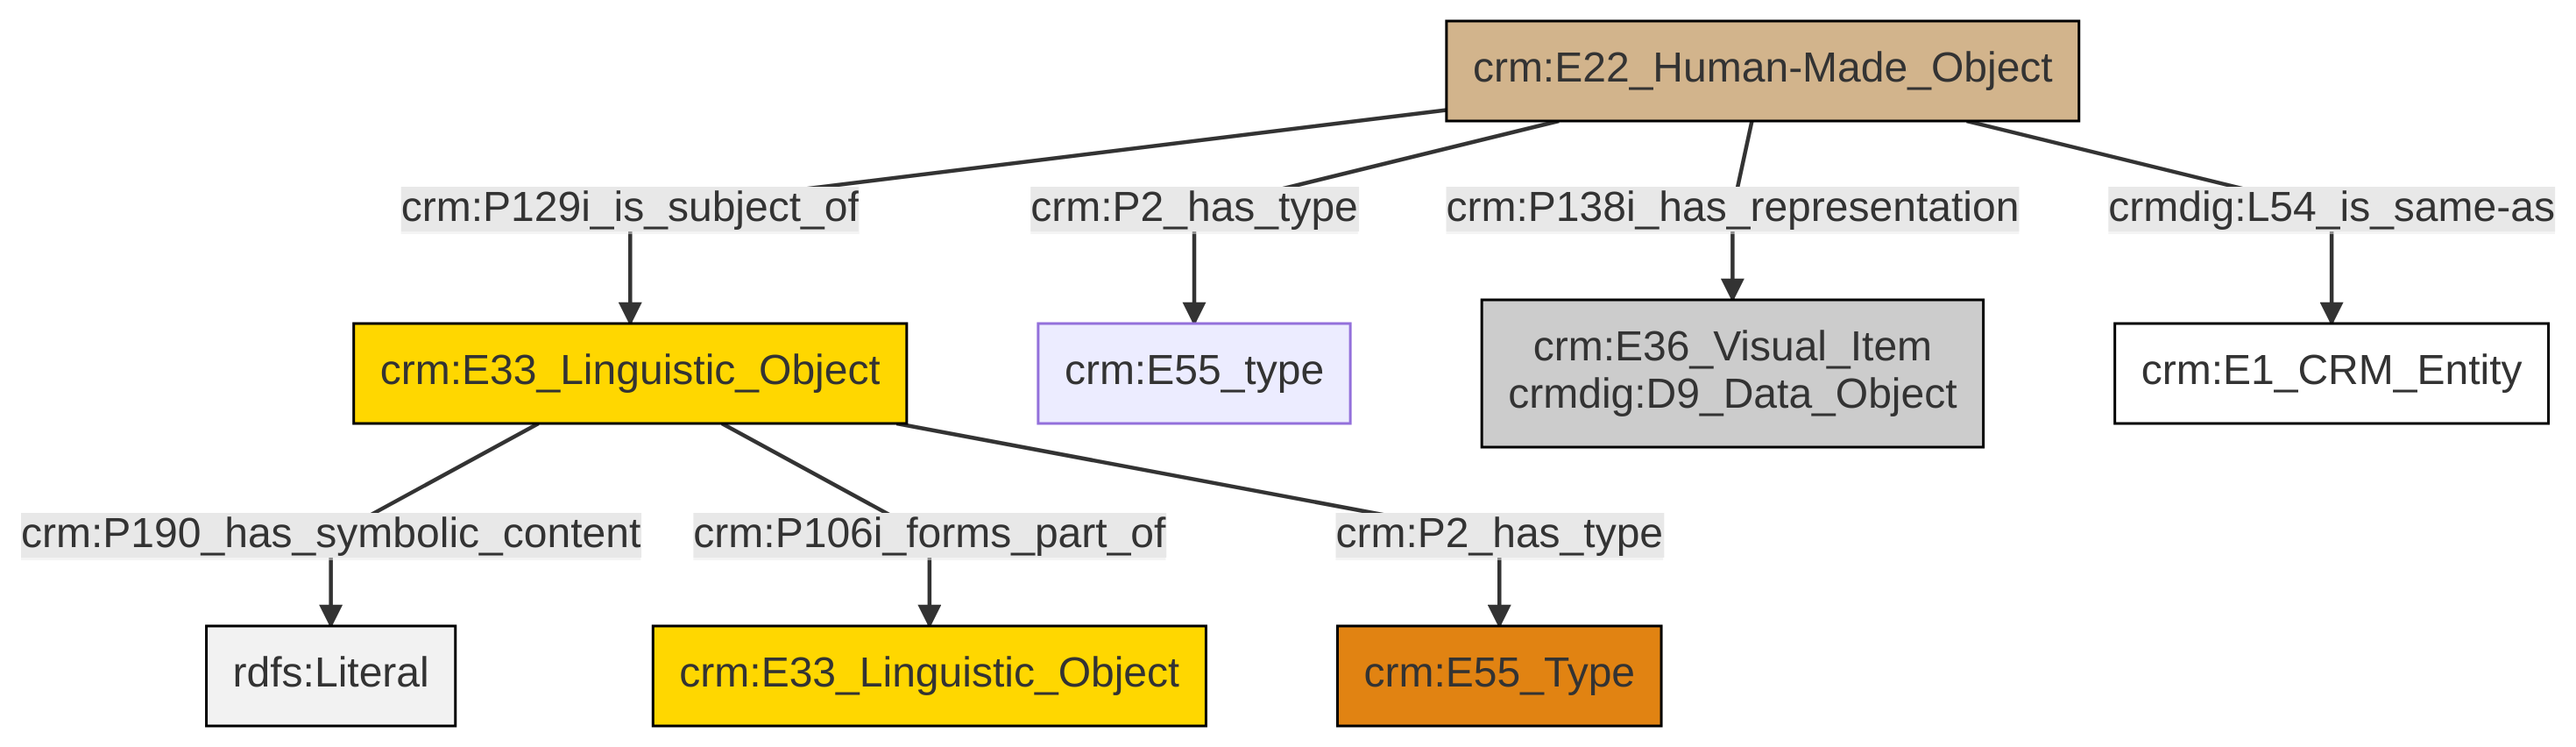 crm:E22_Human-Made_Object
crm:P129i_is_subject_of
crm:P2_has_type
crm:P138i_has_representation
crmdig:L54_is_same-as
crm:E33_Linguistic_Object
crm:E55_type
crm:E36_Visual_Item
crmdig:D9_Data_Object
crm:E1_CRM_Entity
crm:P190_has_symbolic_content
crm:P106i_forms_part_of
crm:P2_has_type
rdfs:Literal
crm:E33_Linguistic_Object
crm:E55_Type